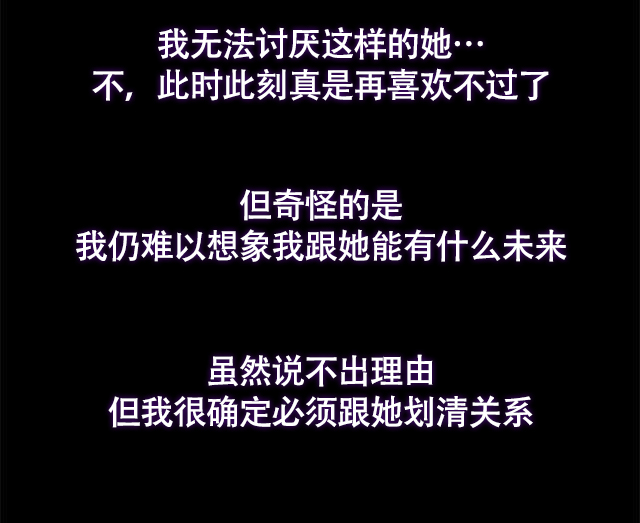 我无法讨厌这样的她…
不，此时此刻真是再喜欢不过了
但奇怪的是
我仍难以想象我跟她能有什么未来
虽然说不出理由
但我很确定必须跟她划清关系